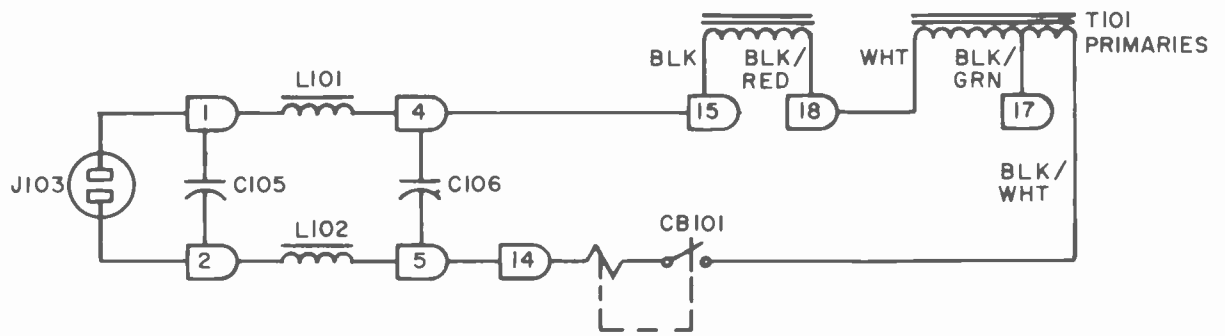 T101
PRIMARIES
BLK
BLK/
RED
WHT
BLK/
GRN
L101
1
4
15
18
17
J103
C105
C106
BLK/
WHT
L102
CB101
2
5
14